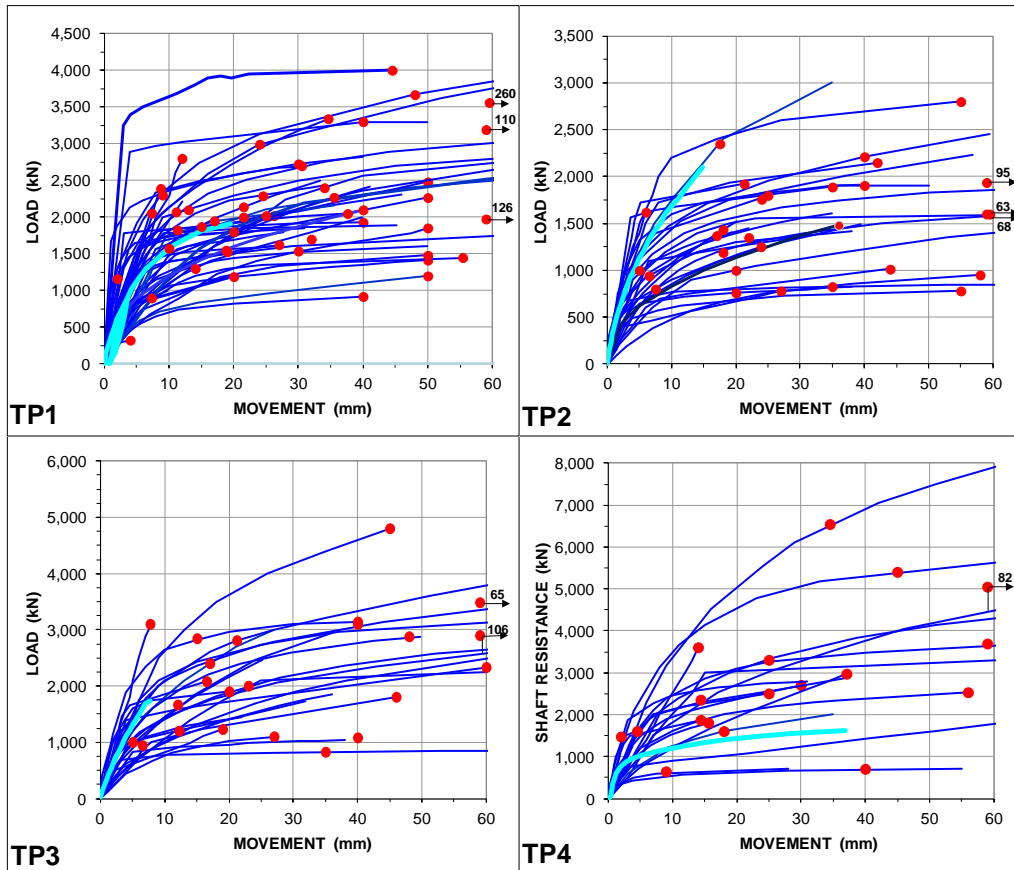 4,500
4,000
3,500
3,000
2,500
2,000
1,500
1,000
500
0
LOAD (kN)
260
110
126
0 10 20 30 40 50 60
MOVEMENT (mm)
TP1
3,500
3,000
2,500
2,000
1,500
1,000
500
0
LOAD (kN)
95
63
68
0 10 20 30 40 50 60
MOVEMENT (mm)
TP2
6,000
5,000
4,000
3,000
2,000
1,000
0
LOAD (kN)
65
106
0 10 20 30 40 50 60
MOVEMENT (mm)
TP3
8,000
7,000
6,000
5,000
4,000
3,000
2,000
1,000
0
SHAFT RESISTANCE (kN)
82
0 10 20 30 40 50 60
MOVEMENT (mm)
TP4